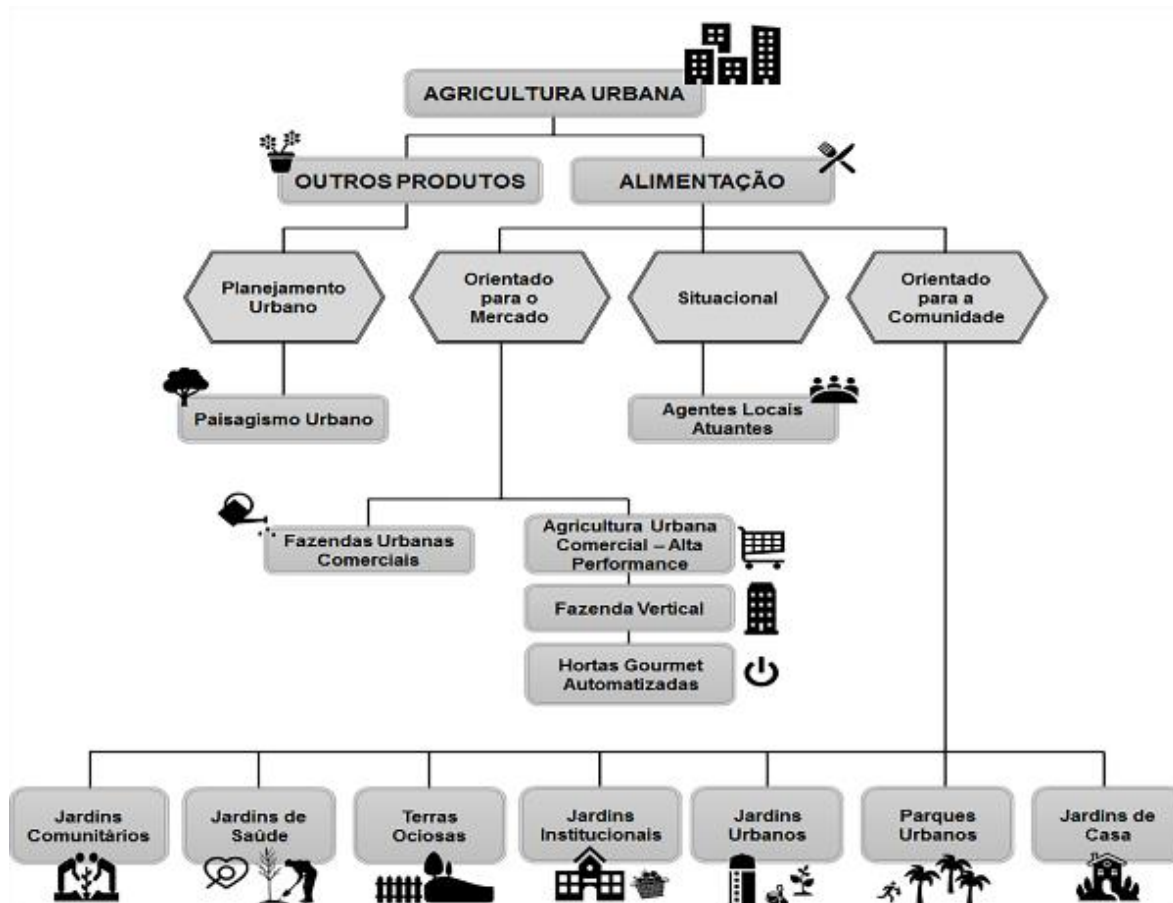 AGRICULTURA URBANA
OUTROS PRODUTOS
ALIMENTAÇÃO
Planejamento
Urbano
Orientado
para o
Mercado
Situacional
Orientado
para a
Comunidade
Paisagismo Urbano
Agentes Locais
Atuantes
Fazendas Urbanas
Comerciais
Agricultura Urbana
Comercial – Alta
Performance
Fazenda Vertical
Hortas Gourmet
Automatizadas
Jardins
Comunitários
Jardins de
Saúde
Terras
Ociosas
Jardins
Institucionais
Jardins
Urbanos
Parques
Urbanos
Jardins de
Casa